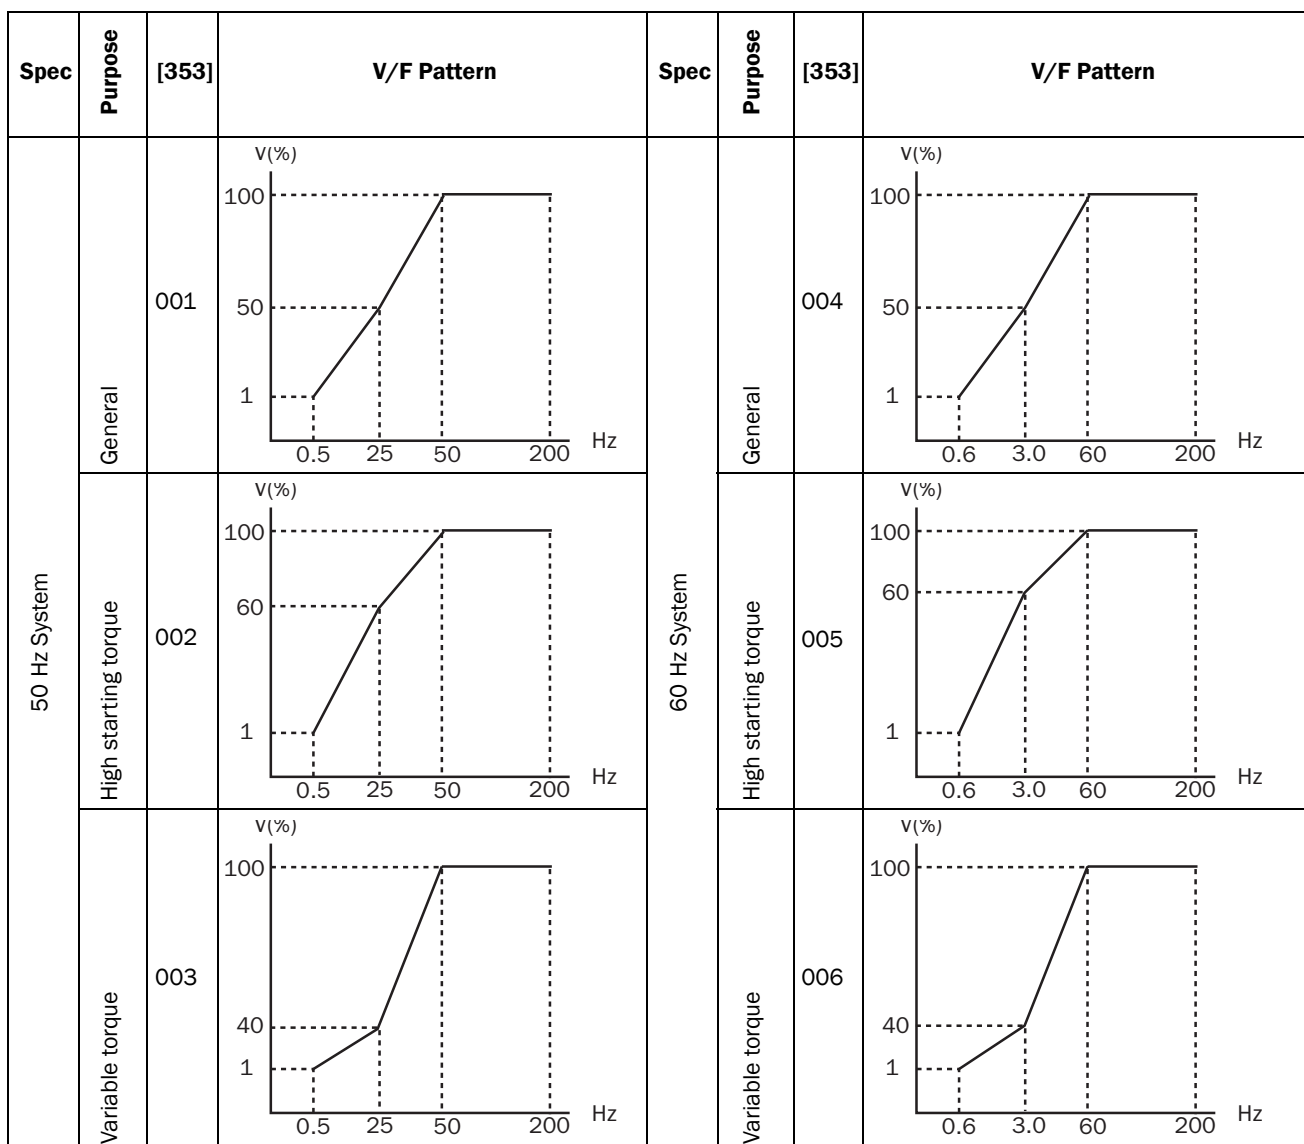 Spec Purpose [353] V/F Pattern Spec Purpose [353] V/F Pattern
50 Hz System
General
001
V(%)
100
50
1
0.5 25 50 200 Hz
High starting torque
002
V(%)
100
60
1
0.5 25 50 200 Hz
Variable torque
003
V(%)
100
40
1
0.5 25 50 200 Hz
60 Hz System
General
004
V(%)
100
50
1
0.6 3.0 60 200 Hz
High starting torque
005
V(%)
100
60
1
0.6 3.0 60 200 Hz
Variable torque
006
V(%)
100
40
1
0.6 3.0 60 200 Hz